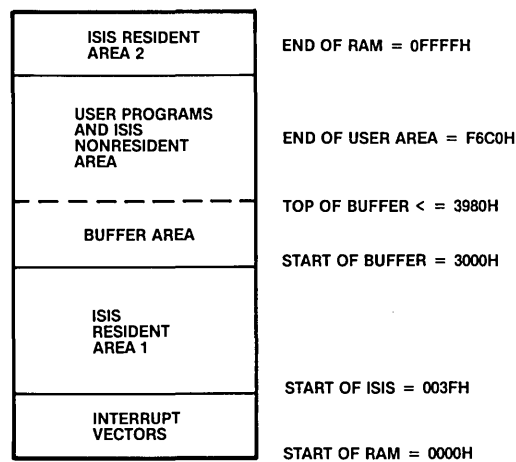 ISIS RESIDENT
AREA 2
END OF RAM = 0FFFFH
USER PROGRAMS
AND ISIS
NONRESIDENT
AREA
END OF USER AREA = F6C0H
TOP OF BUFFER < = 3980H
BUFFER AREA
START OF BUFFER = 3000H
ISIS
RESIDENT
AREA 1
START OF ISIS = 003FH
INTERRUPT
VECTORS
START OF RAM = 0000H